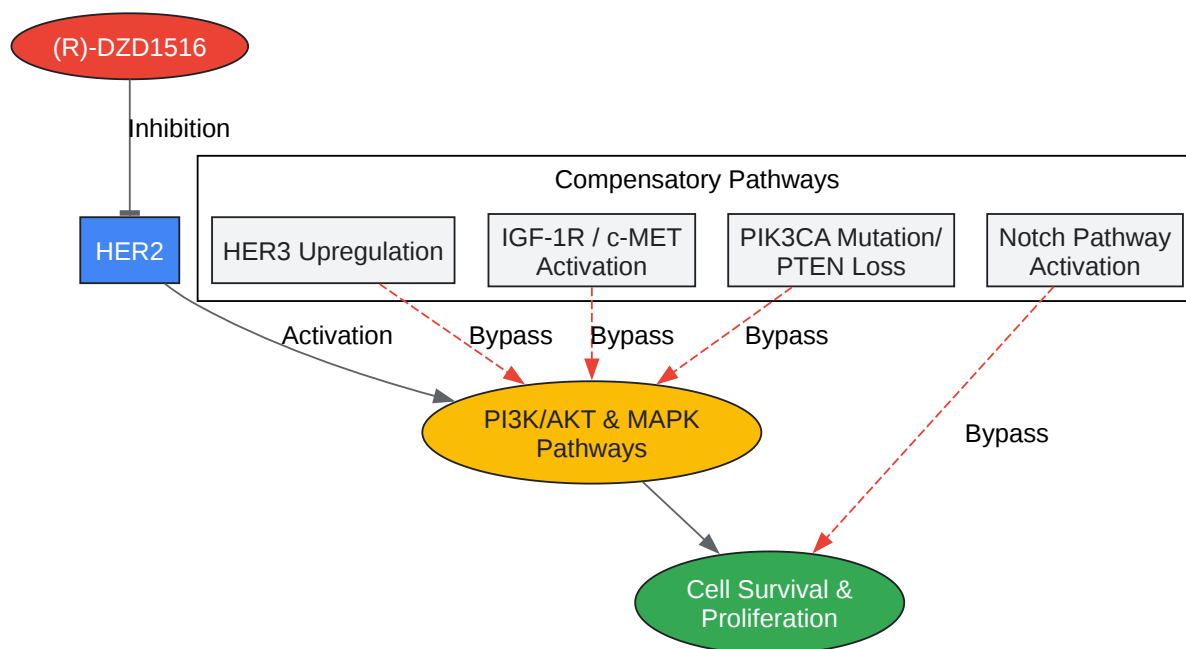 (R)-DZD1516
Inhibition
Compensatory Pathways
HER2
HER3 Upregulation
IGF-1R / c-MET
Activation
PIK3CA Mutation/
PTEN Loss
Notch Pathway
Activation
Activation
Bypass
Bypass
Bypass
PI3K/AKT & MAPK
Pathways
Bypass
Cell Survival &
Proliferation